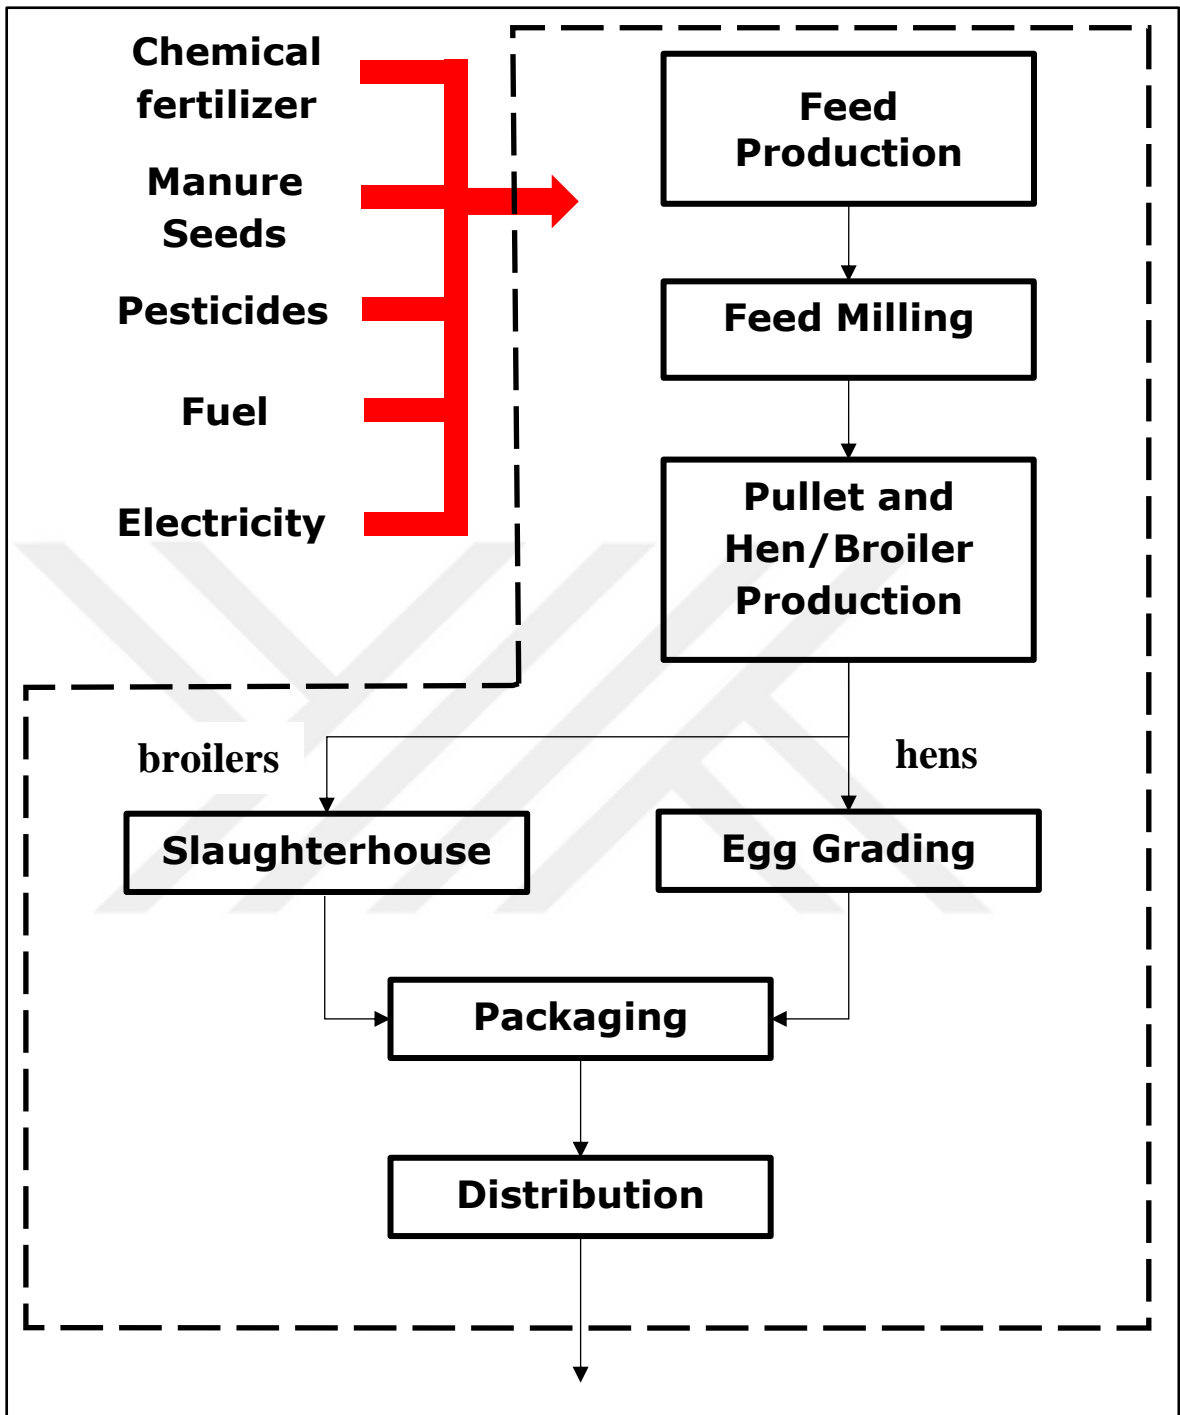 Chemical
fertilizer
Manure
Seeds
Pesticides
Fuel
Electricity
Feed
Production
Feed Milling
Pullet and
Hen/Broiler
Production
broilers
hens
Slaughterhouse
Egg Grading
Packaging
Distribution